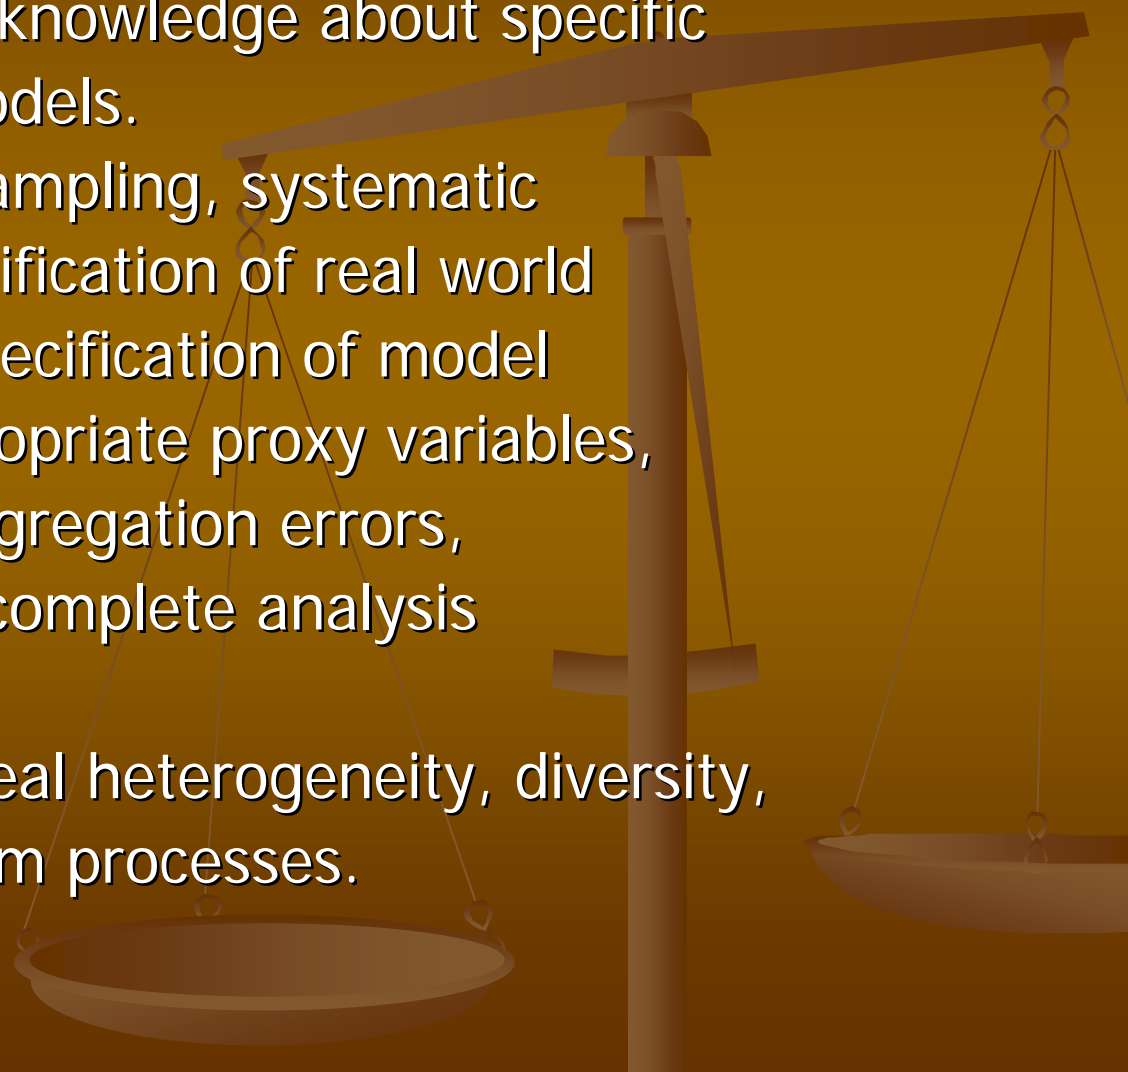 knowledge about specific
odels.
ampling, systematic
ification of real world
ecification of model
opriate proxy variables,
gregation errors,
complete analysis
eal heterogeneity, diversity,
m processes.